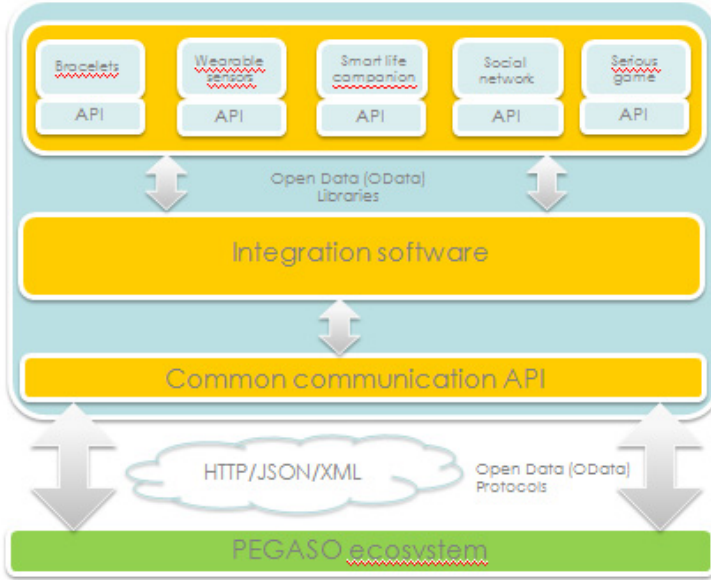 Bracelets
API
Wearable
sensors
API
Smart life
companion
API
Social
network
API
Serious
game
API
Open Data (OData)
Libraries
Integration software
Common communication API
HTTP/JSON/XML
Open Data (OData)
Protocols
PEGASO ecosystem